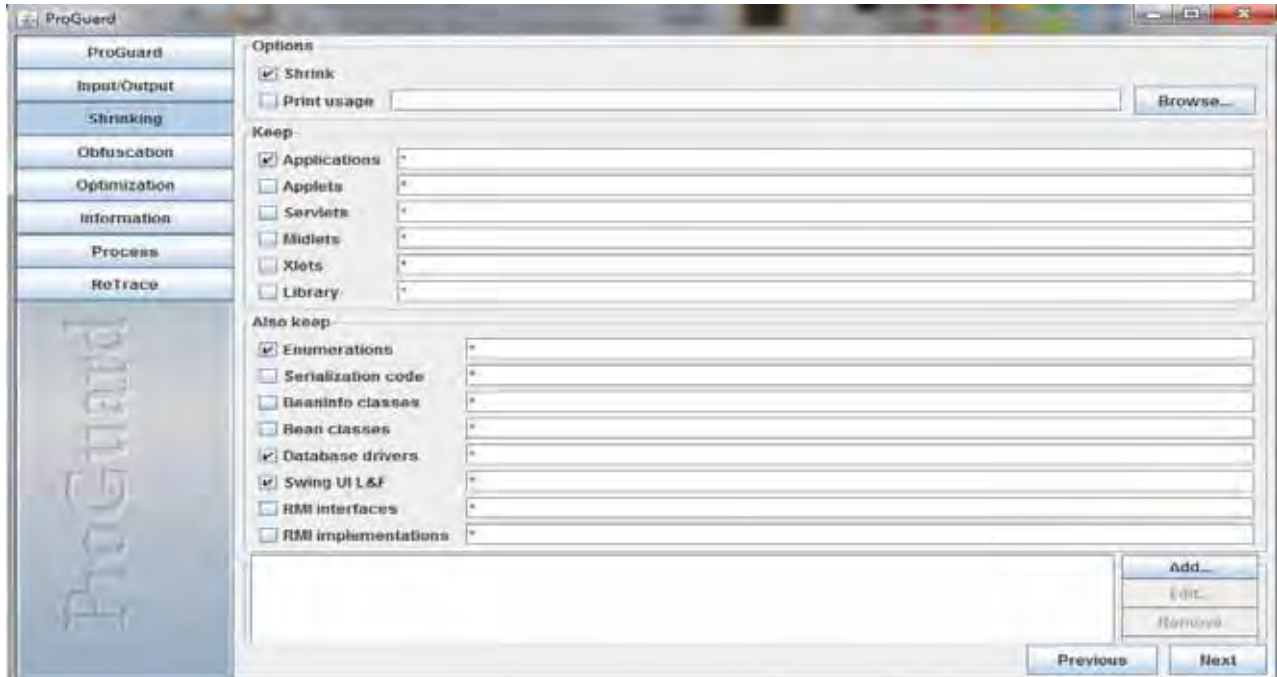 ProGuard
ProGuard
Input/Output
Shrinking
Obfuscation
Optimization
Information
Process
ReTrace
ProGuard
Options
Shrink
Print usage
Browse...
Keep
Applications *
Applets *
Servlets *
Midlets *
Xlets *
Library *
Also keep
Enumerations *
Serialization code *
BeanInfo classes *
Bean classes *
Database drivers *
Swing UI L&F *
RMI interfaces *
RMI implementations *
Add...
Edit...
Remove
Previous
Next